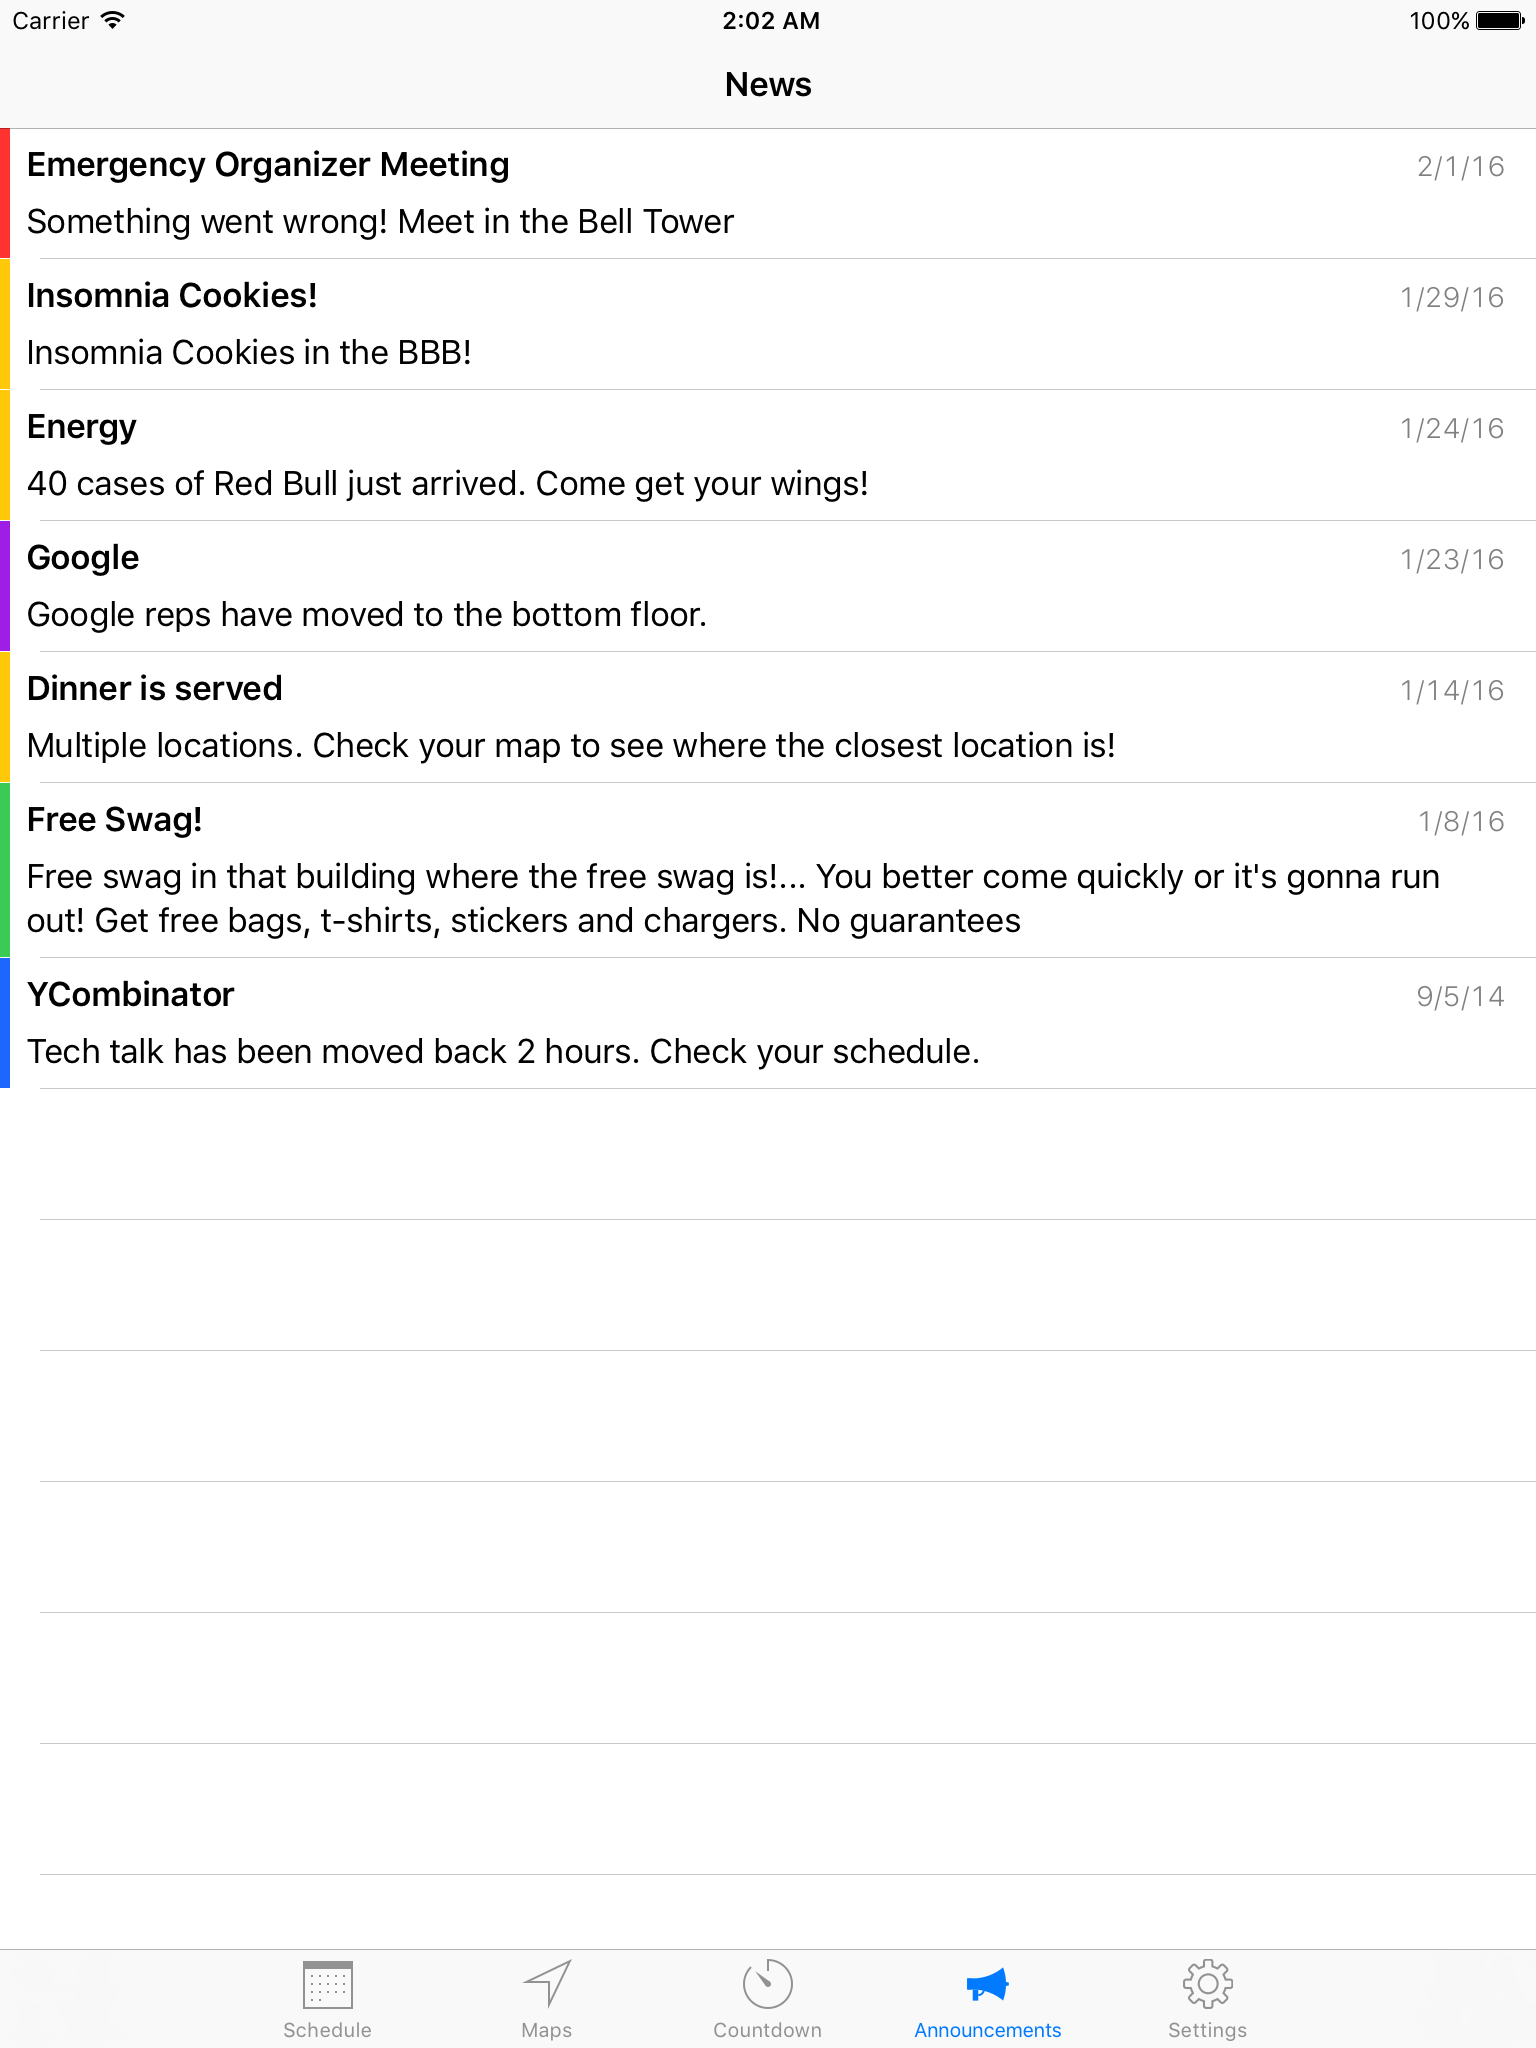 Carrier 2:02 AM 100%
News
Emergency Organizer Meeting 2/1/16
Something went wrong! Meet in the Bell Tower
Insomnia Cookies! 1/29/16
Insomnia Cookies in the BBB!
Energy 1/24/16
40 cases of Red Bull just arrived. Come get your wings!
Google 1/23/16
Google reps have moved to the bottom floor.
Dinner is served 1/14/16
Multiple locations. Check your map to see where the closest location is!
Free Swag! 1/8/16
Free swag in that building where the free swag is!... You better come quickly or it's gonna run
out! Get free bags, t-shirts, stickers and chargers. No guarantees
YCombinator 9/5/14
Tech talk has been moved back 2 hours. Check your schedule.
Schedule Maps Countdown Announcements Settings